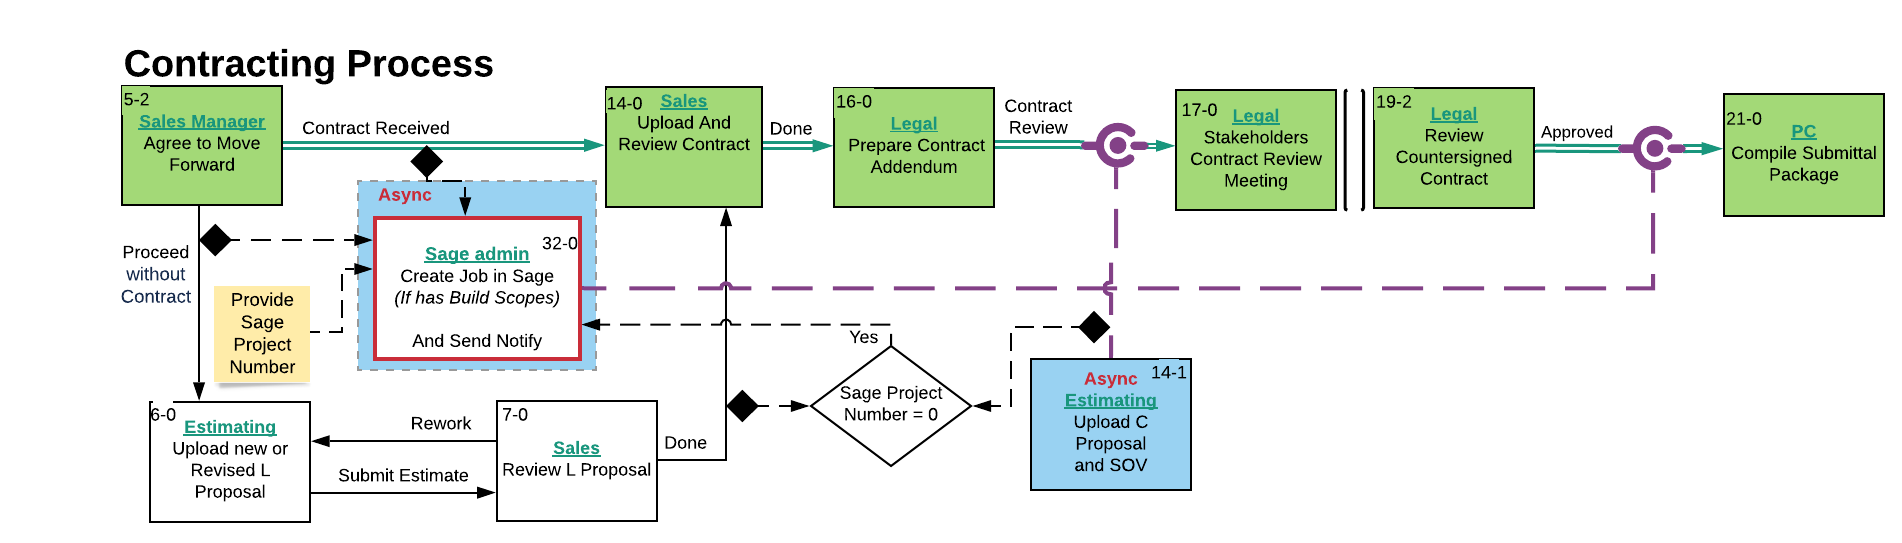 Contracting Process
5-2
Sales Manager
Agree to Move
Forward
Contract Received
14-0
Sales
Upload And
Review Contract
Done
16-0
Legal
Prepare Contract
Addendum
Contract
Review
17-0
Legal
Stakeholders
Contract Review
Meeting
19-2
Legal
Review
Countersigned
Contract
Approved
21-0
PC
Compile Submittal
Package
Async
32-0
Sage admin
Create Job in Sage
(If has Build Scopes)
And Send Notify
Proceed
without
Contract
Provide
Sage
Project
Number
Yes
Sage Project
Number = 0
Async
14-1
Estimating
Upload C
Proposal
and SOV
6-0
Estimating
Upload new or
Revised L
Proposal
Rework
Submit Estimate
7-0
Sales
Review L Proposal
Done